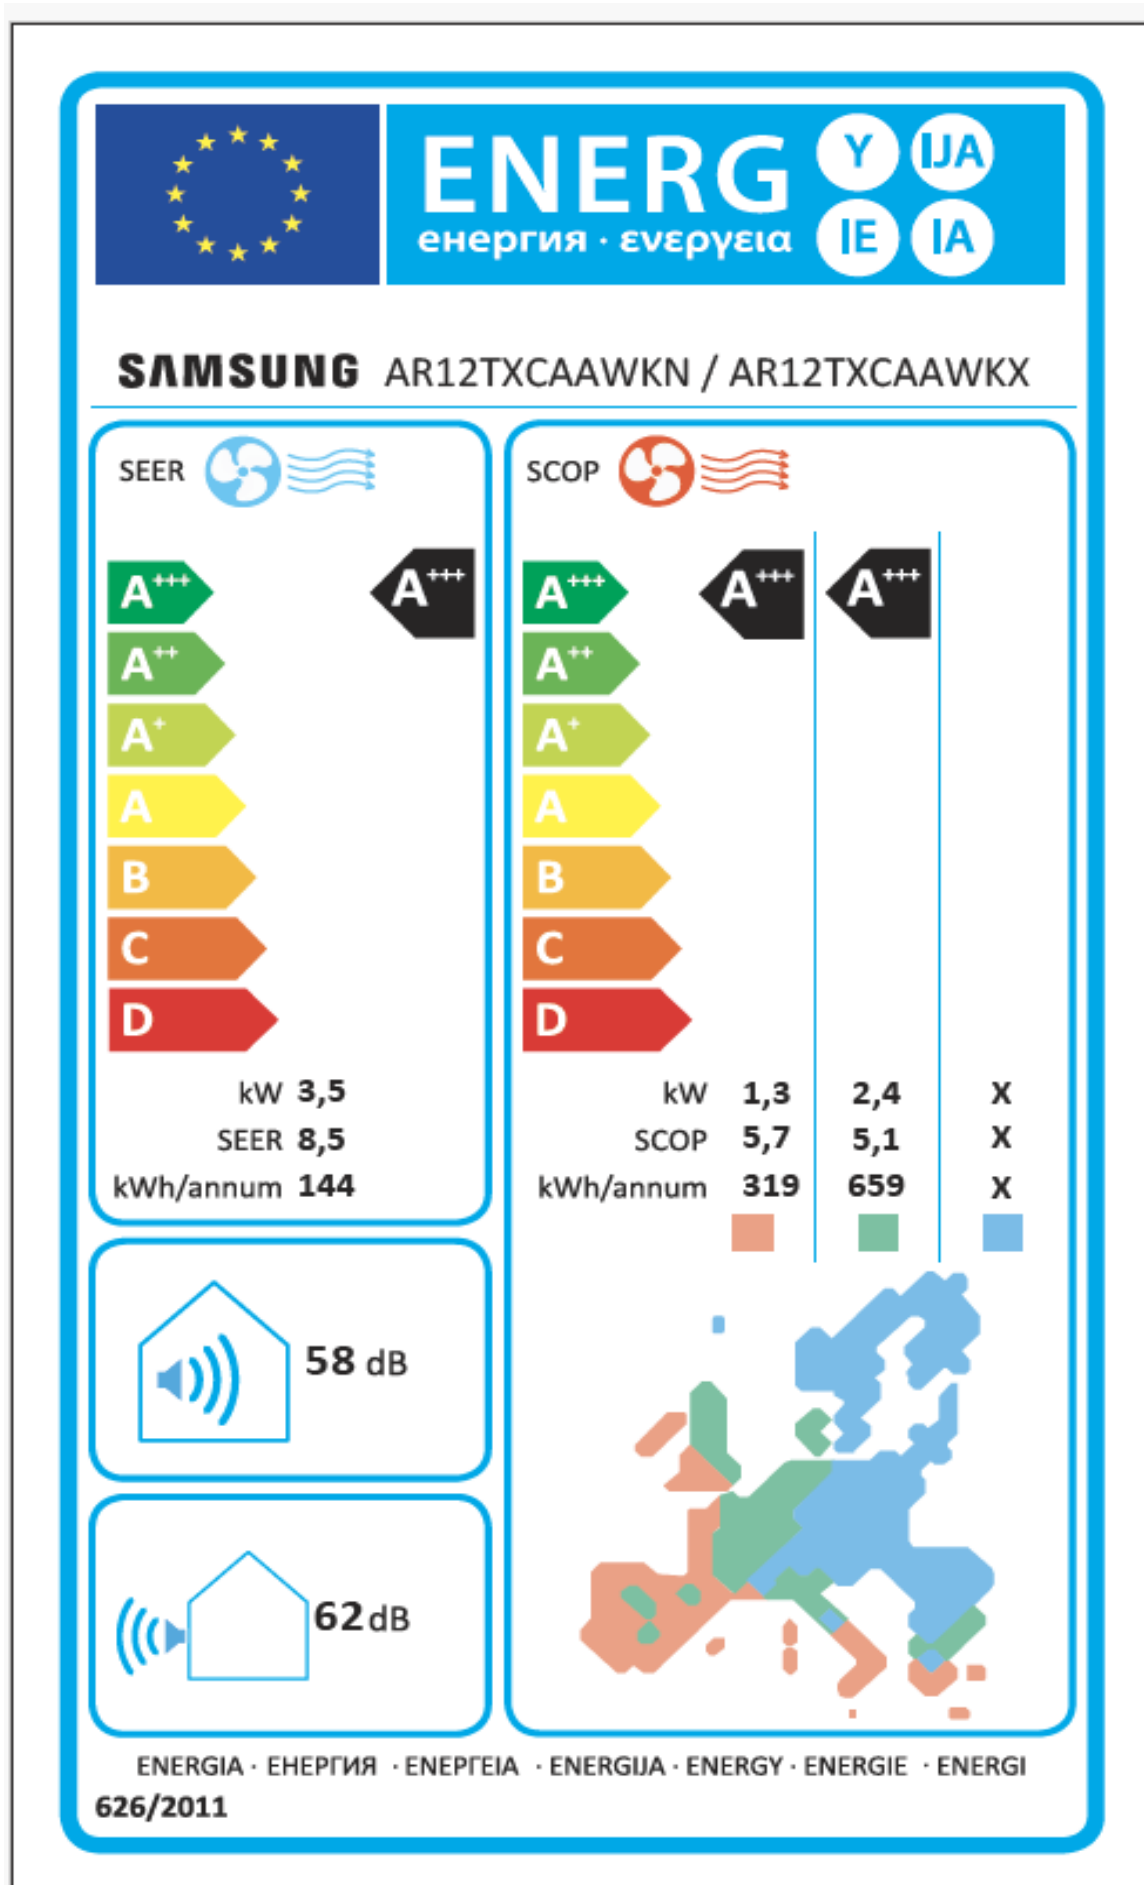 ENERG Y IJA
енергия · ενεργεια IE IA
SAMSUNG AR12TXCAAWKN / AR12TXCAAWKX
SEER
A+++ A+++
A++
A+
A
B
C
D
kW 3,5
SEER 8,5
kWh/annum 144
SCOP
A+++ A+++ A+++
A++
A+
A
B
C
D
kW 1,3 2,4 X
SCOP 5,7 5,1 X
kWh/annum 319 659 X
58 dB
62 dB
ENERGIA · ЕНЕРГИЯ · ΕΝΕΡΓΕΙΑ · ENERGIJA · ENERGY · ENERGIE · ENERGI
626/2011